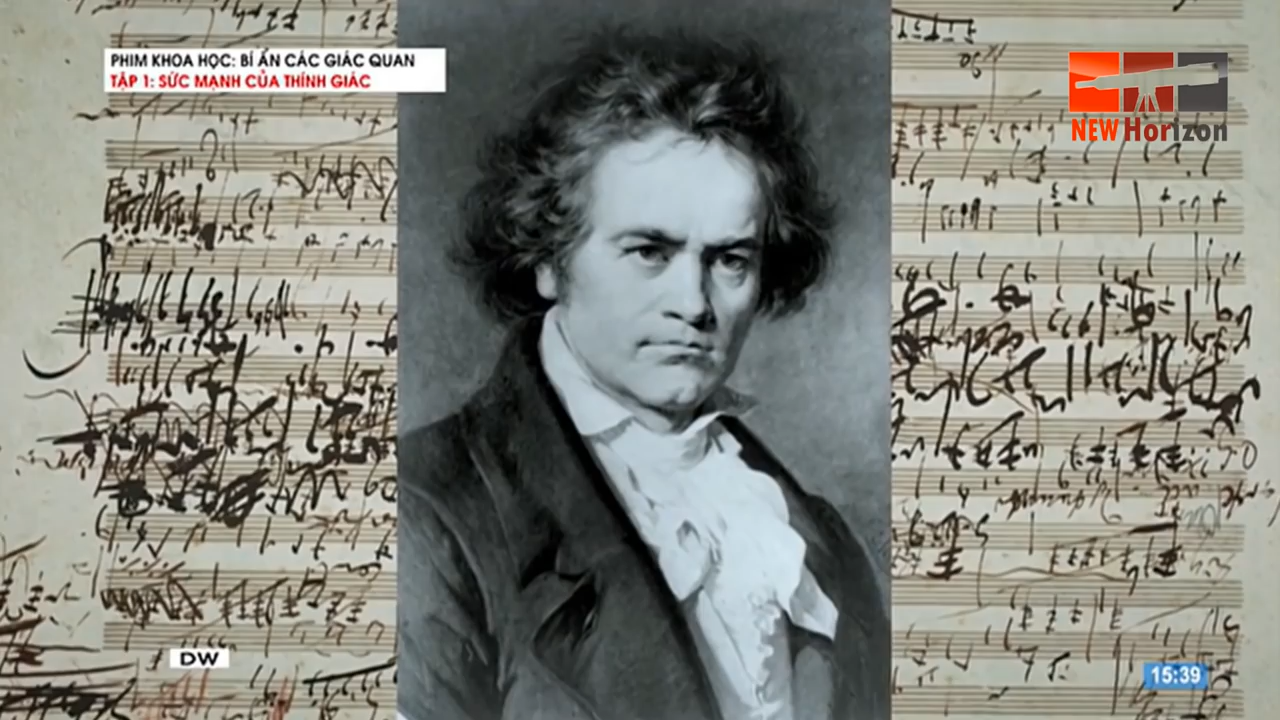 PHIM KHOA HỌC: BÍ ẨN CÁC GIÁC QUAN
TẬP 1: SỨC MẠNH CỦA THÍNH GIÁC
NEW Horizon
DW
15:39